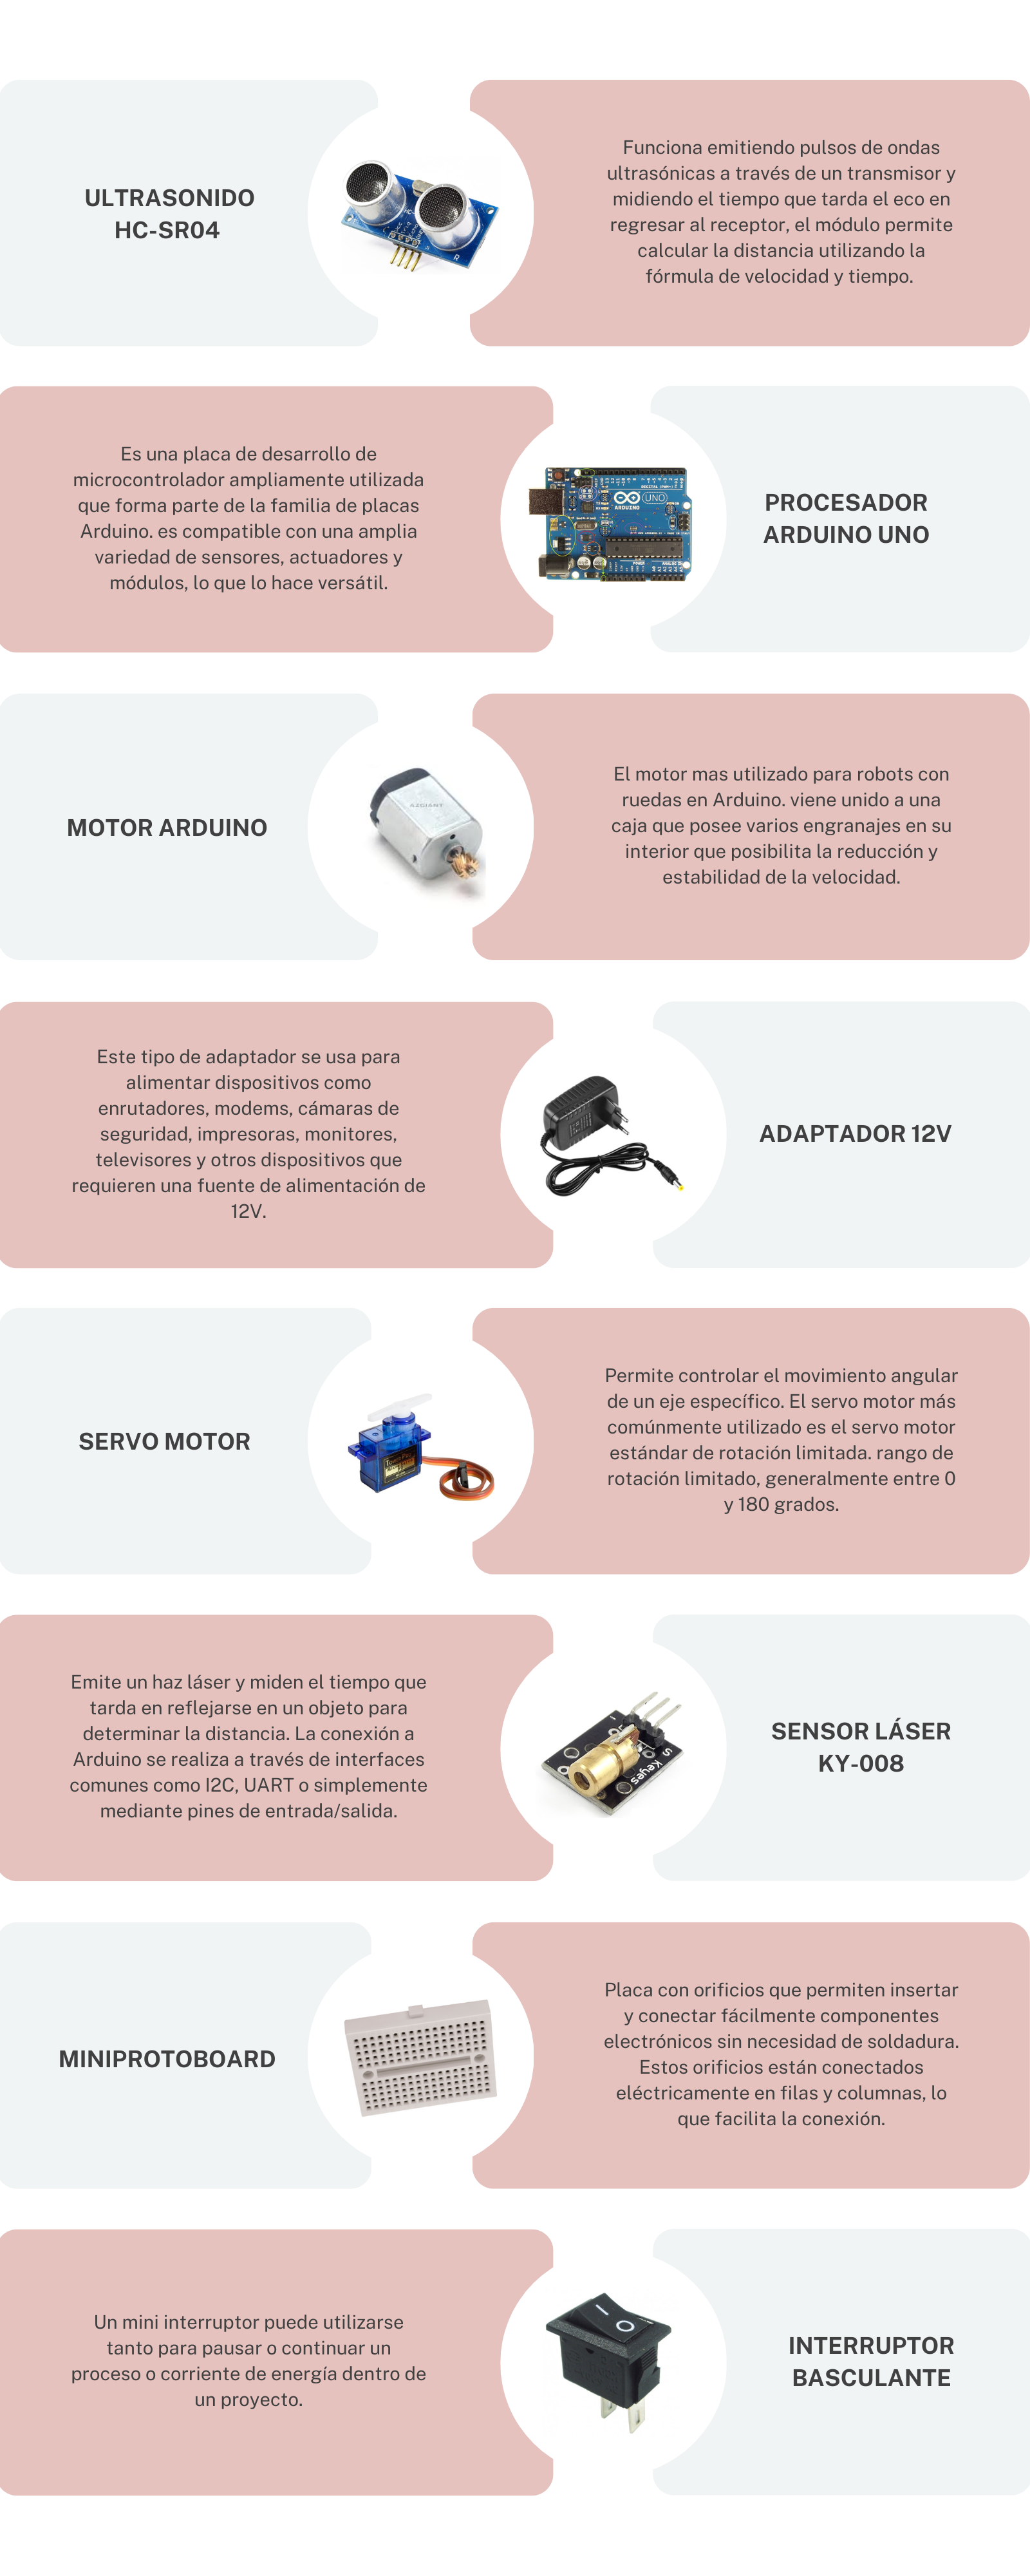 ULTRASONIDO
HC-SR04
Funciona emitiendo pulsos de ondas
ultrasónicas a través de un transmisor y
midiendo el tiempo que tarda el eco en
regresar al receptor, el módulo permite
calcular la distancia utilizando la
fórmula de velocidad y tiempo.
Es una placa de desarrollo de
microcontrolador ampliamente utilizada
que forma parte de la familia de placas
Arduino. es compatible con una amplia
variedad de sensores, actuadores y
módulos, lo que lo hace versátil.
UNO
ARDUINO
PROCESADOR
ARDUINO UNO
MOTOR ARDUINO
AZGIANT
El motor mas utilizado para robots con
ruedas en Arduino. viene unido a una
caja que posee varios engranajes en su
interior que posibilita la reducción y
estabilidad de la velocidad.
Este tipo de adaptador se usa para
alimentar dispositivos como
enrutadores, modems, cámaras de
seguridad, impresoras, monitores,
televisores y otros dispositivos que
requieren una fuente de alimentación de
12V.
ADAPTADOR 12V
SERVO MOTOR
Permite controlar el movimiento angular
de un eje específico. El servo motor más
comúnmente utilizado es el servo motor
estándar de rotación limitada. rango de
rotación limitado, generalmente entre 0
y 180 grados.
Emite un haz láser y miden el tiempo que
tarda en reflejarse en un objeto para
determinar la distancia. La conexión a
Arduino se realiza a través de interfaces
comunes como I2C, UART o simplemente
mediante pines de entrada/salida.
S
Keyes
SENSOR LÁSER
KY-008
MINIPROTOBOARD
Placa con orificios que permiten insertar
y conectar fácilmente componentes
electrónicos sin necesidad de soldadura.
Estos orificios están conectados
eléctricamente en filas y columnas, lo
que facilita la conexión.
Un mini interruptor puede utilizarse
tanto para pausar o continuar un
proceso o corriente de energía dentro de
un proyecto.
INTERRUPTOR
BASCULANTE